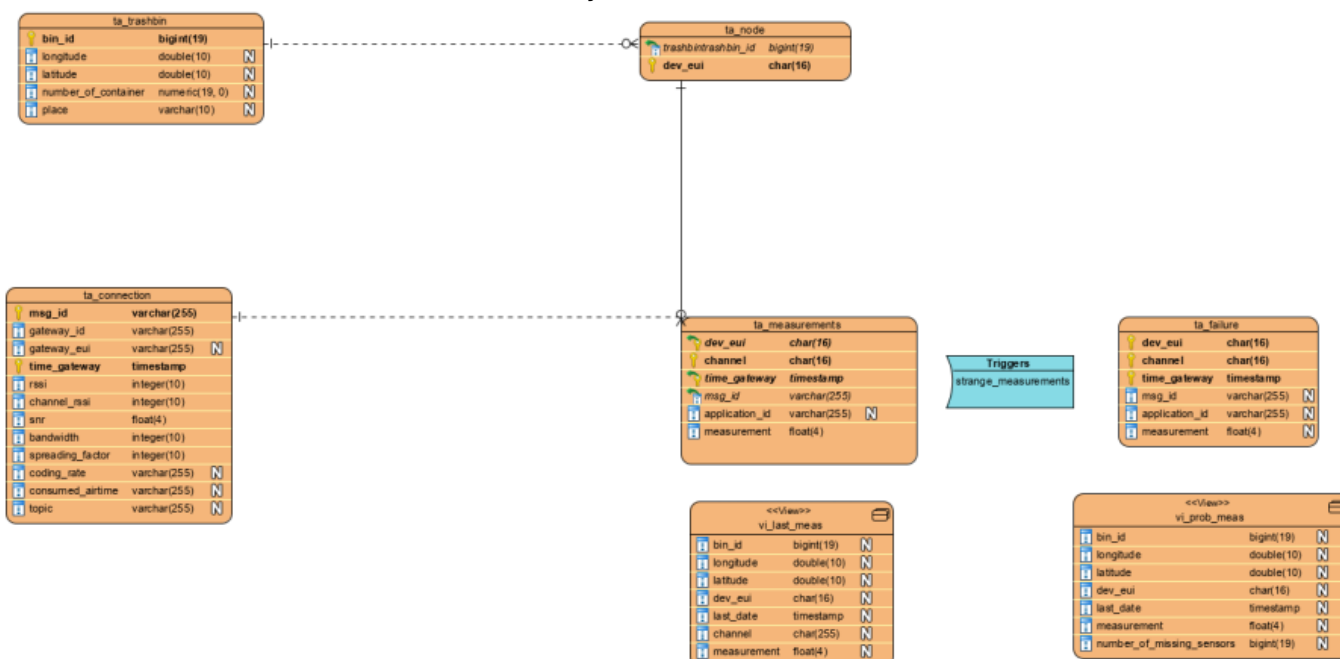 ta_trashbin
bin_id bigint(19)
longitude double(10) N
latitude double(10) N
number_of_container numeric(19, 0) N
place varchar(10) N
ta_node
trashbintrashbin_id bigint(19)
dev_eui char(16)
ta_connection
msg_id varchar(255)
gateway_id varchar(255)
gateway_eui varchar(255) N
time_gateway timestamp
rssi integer(10)
channel_rssi integer(10)
snr float(4)
bandwidth integer(10)
spreading_factor integer(10)
coding_rate varchar(255) N
consumed_airtime varchar(255) N
topic varchar(255) N
ta_measurements
dev_eui char(16)
channel char(16)
time_gateway timestamp
msg_id varchar(255)
application_id varchar(255) N
measurement float(4)
Triggers
strange_measurements
ta_failure
dev_eui char(16)
channel char(16)
time_gateway timestamp
msg_id varchar(255) N
application_id varchar(255) N
measurement float(4) N
<<View>>
vi_last_meas
bin_id bigint(19) N
longitude double(10) N
latitude double(10) N
dev_eui char(16) N
last_date timestamp N
channel char(255) N
measurement float(4) N
<<View>>
vi_prob_meas
bin_id bigint(19) N
longitude double(10) N
latitude double(10) N
dev_eui char(16) N
last_date timestamp N
measurement float(4) N
number_of_missing_sensors bigint(19) N